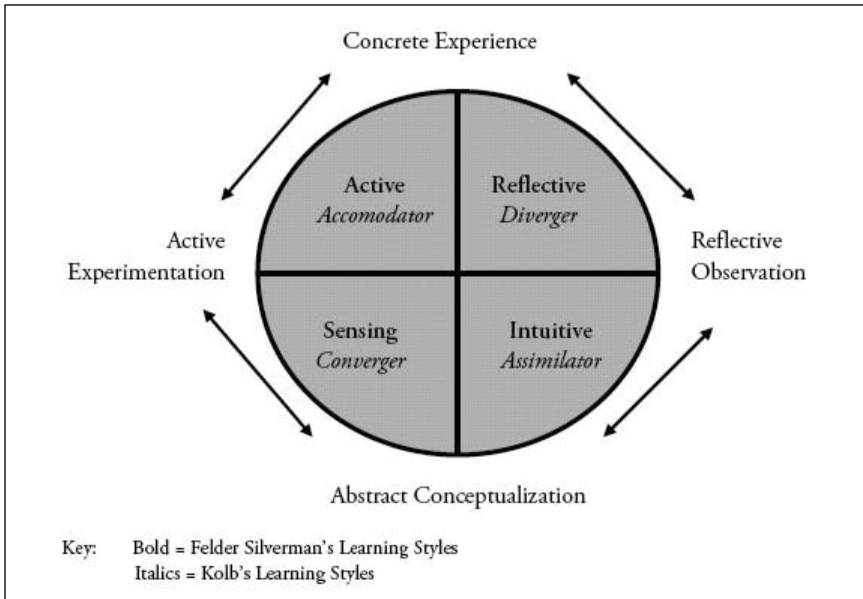 Concrete Experience
Active
Accomodator
Reflective
Diverger
Active
Experimentation
Reflective
Observation
Sensing
Converger
Intuitive
Assimilator
Abstract Conceptualization
Key: Bold = Felder Silverman's Learning Styles
Italics = Kolb's Learning Styles